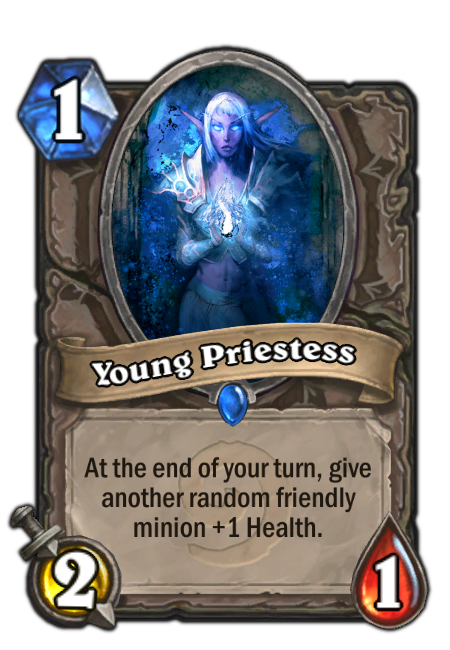 1
Young Priestess
At the end of your turn, give
another random friendly
minion +1 Health.
2
1